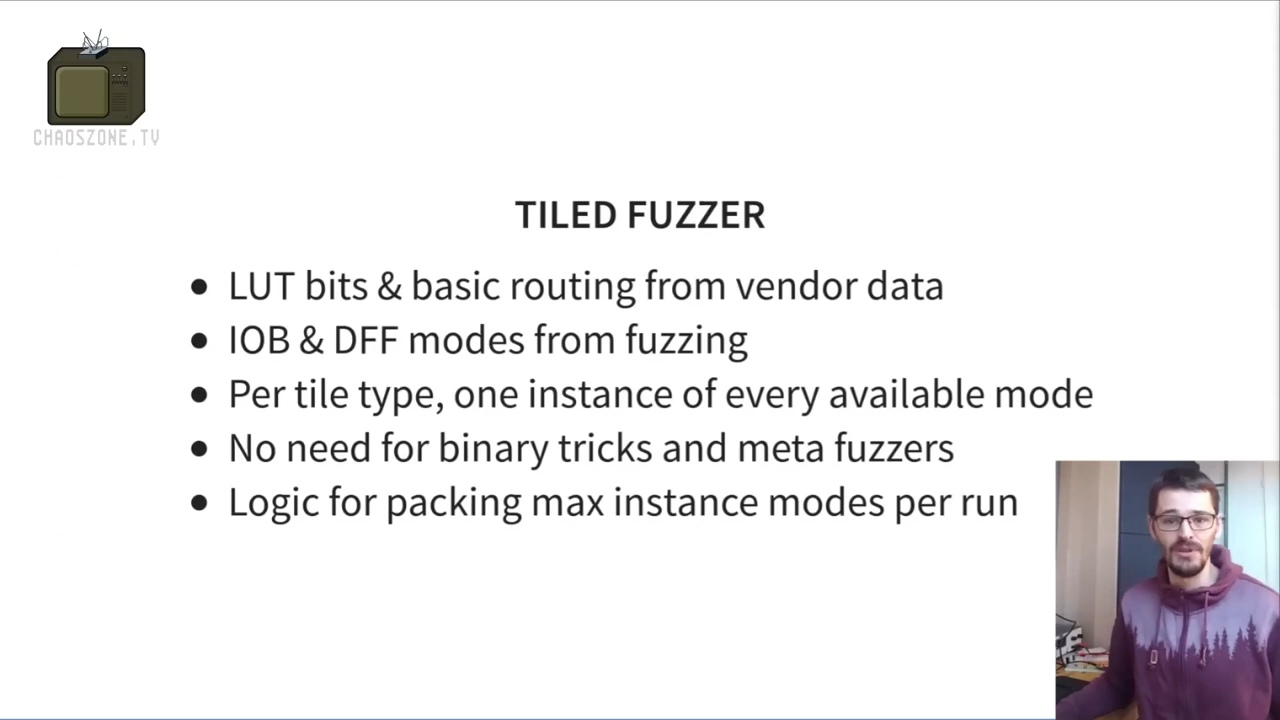 CHAOSZONE.TV
TILED FUZZER
• LUT bits & basic routing from vendor data
• IOB & DFF modes from fuzzing
• Per tile type, one instance of every available mode
• No need for binary tricks and meta fuzzers
• Logic for packing max instance modes per run